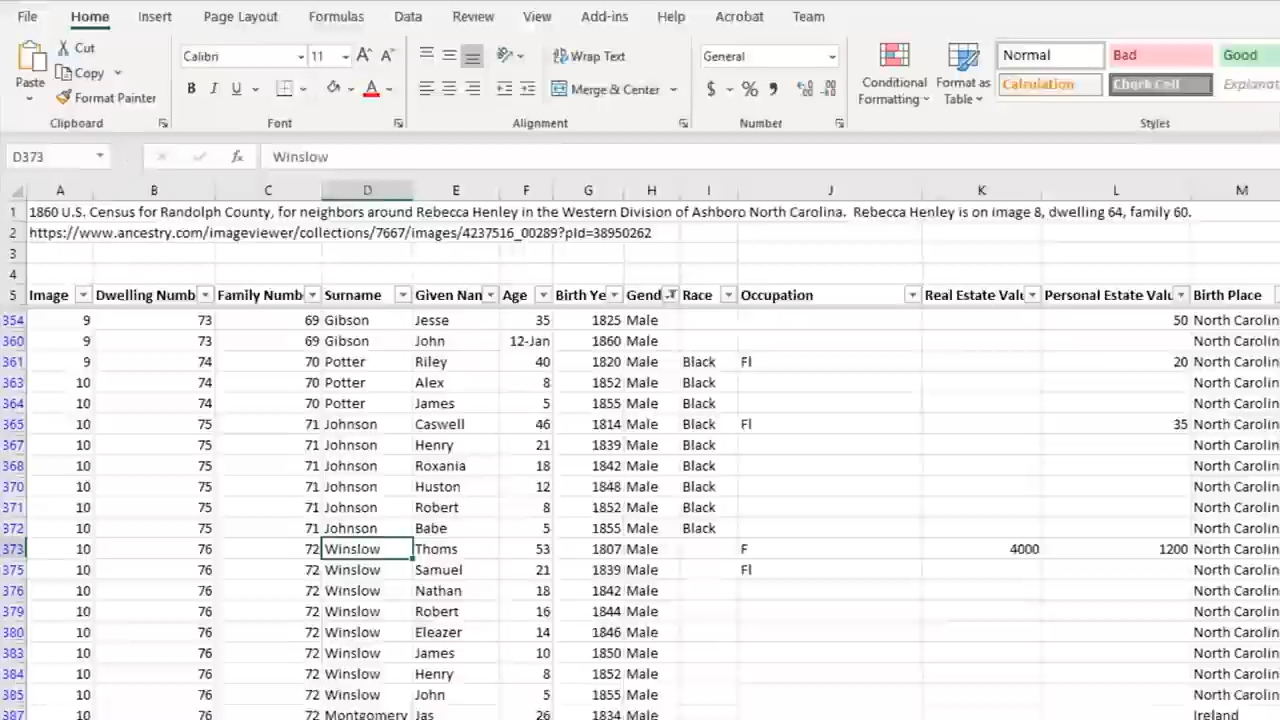 File Home Insert Page Layout Formulas Data Review View Add-ins Help Acrobat Team
Paste Cut Copy Format Painter Clipboard
Calibri 11 A A B I U A Font
Wrap Text Merge & Center Alignment
General $ % Number
Conditional Formatting Format as Table
Normal Bad Good
Calculation Check Cell Explanat
Styles
D373 fx Winslow
A B C D E F G H I J K L M
1 1860 U.S. Census for Randolph County, for neighbors around Rebecca Henley in the Western Division of Ashboro North Carolina. Rebecca Henley is on image 8, dwelling 64, family 60.
2 https://www.ancestry.com/imageviewer/collections/7667/images/4237516_00289?pId=38950262
3
4
5 Image Dwelling Numb Family Numb Surname Given Nan Age Birth Ye Gend Race Occupation Real Estate Valu Personal Estate Valu Birth Place
354 9 73 69 Gibson Jesse 35 1825 Male 50 North Carolin
360 9 73 69 Gibson John 12-Jan 1860 Male North Carolin
361 9 74 70 Potter Riley 40 1820 Male Black Fl 20 North Carolin
363 10 74 70 Potter Alex 8 1852 Male Black North Carolin
364 10 74 70 Potter James 5 1855 Male Black North Carolin
365 10 75 71 Johnson Caswell 46 1814 Male Black Fl 35 North Carolin
367 10 75 71 Johnson Henry 21 1839 Male Black North Carolin
368 10 75 71 Johnson Roxania 18 1842 Male Black North Carolin
370 10 75 71 Johnson Huston 12 1848 Male Black North Carolin
371 10 75 71 Johnson Robert 8 1852 Male Black North Carolin
372 10 75 71 Johnson Babe 5 1855 Male Black North Carolin
373 10 76 72 Winslow Thoms 53 1807 Male F 4000 1200 North Carolin
375 10 76 72 Winslow Samuel 21 1839 Male Fl North Carolin
376 10 76 72 Winslow Nathan 18 1842 Male North Carolin
379 10 76 72 Winslow Robert 16 1844 Male North Carolin
380 10 76 72 Winslow Eleazer 14 1846 Male North Carolin
383 10 76 72 Winslow James 10 1850 Male North Carolin
384 10 76 72 Winslow Henry 8 1852 Male North Carolin
385 10 76 72 Winslow John 5 1855 Male North Carolin
387 10 76 72 Montgomery Jas 26 1834 Male Ireland